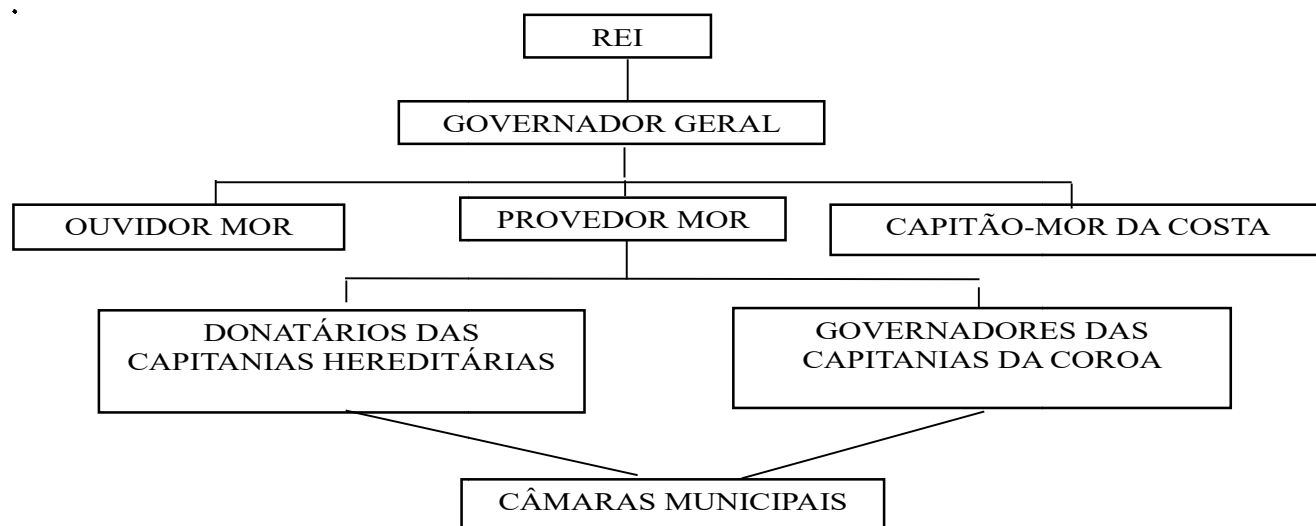 REI
GOVERNADOR GERAL
OUVIDOR MOR
PROVEDOR MOR
CAPITÃO-MOR DA COSTA
DONATÁRIOS DAS
CAPITANIAS HEREDITÁRIAS
GOVERNADORES DAS
CAPITANIAS DA COROA
CÂMARAS MUNICIPAIS